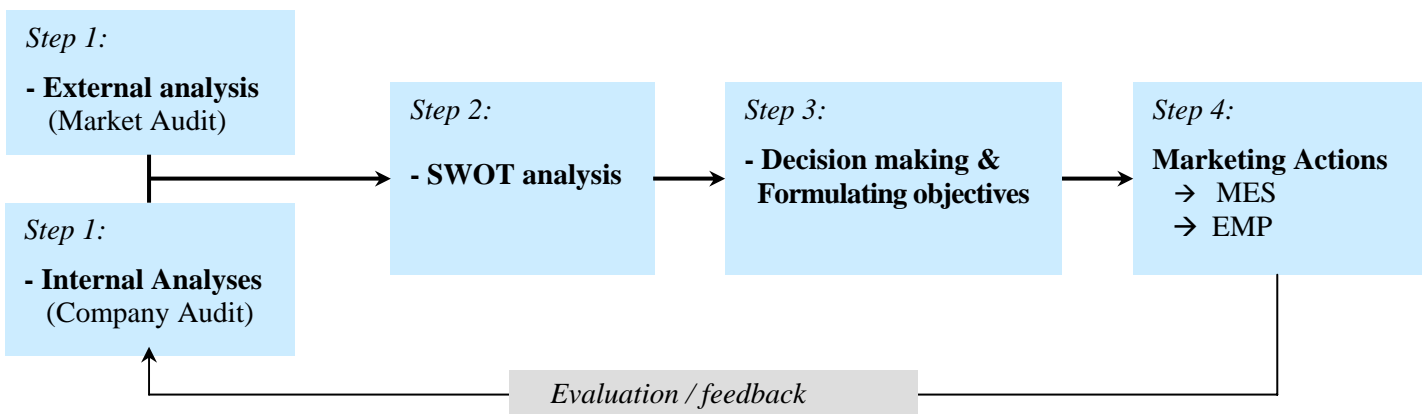 Step 1:
- External analysis
(Market Audit)
Step 1:
- Internal Analyses
(Company Audit)
Step 2:
- SWOT analysis
Step 3:
- Decision making &
Formulating objectives
Step 4:
Marketing Actions
→ MES
→ EMP
Evaluation / feedback